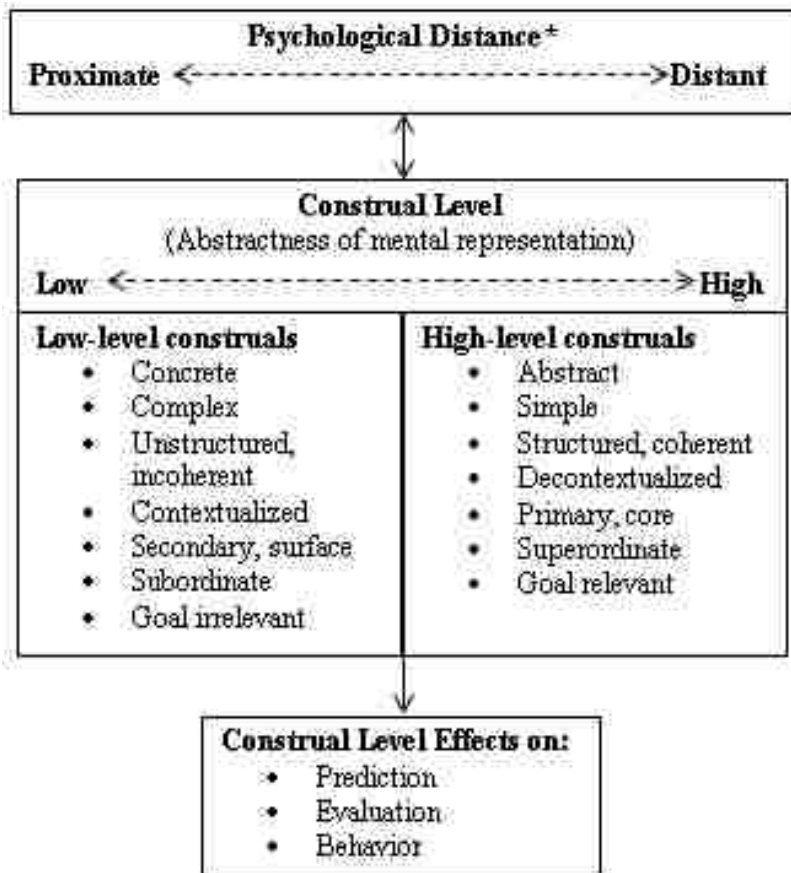 Psychological Distance*
Proximate Distant
Construal Level
(Abstractness of mental representation)
Low High
Low-level construals
• Concrete
• Complex
• Unstructured,
incoherent
• Contextualized
• Secondary, surface
• Subordinate
• Goal irrelevant
High-level construals
• Abstract
• Simple
• Structured, coherent
• Decontextualized
• Primary, core
• Superordinate
• Goal relevant
Construal Level Effects on:
• Prediction
• Evaluation
• Behavior